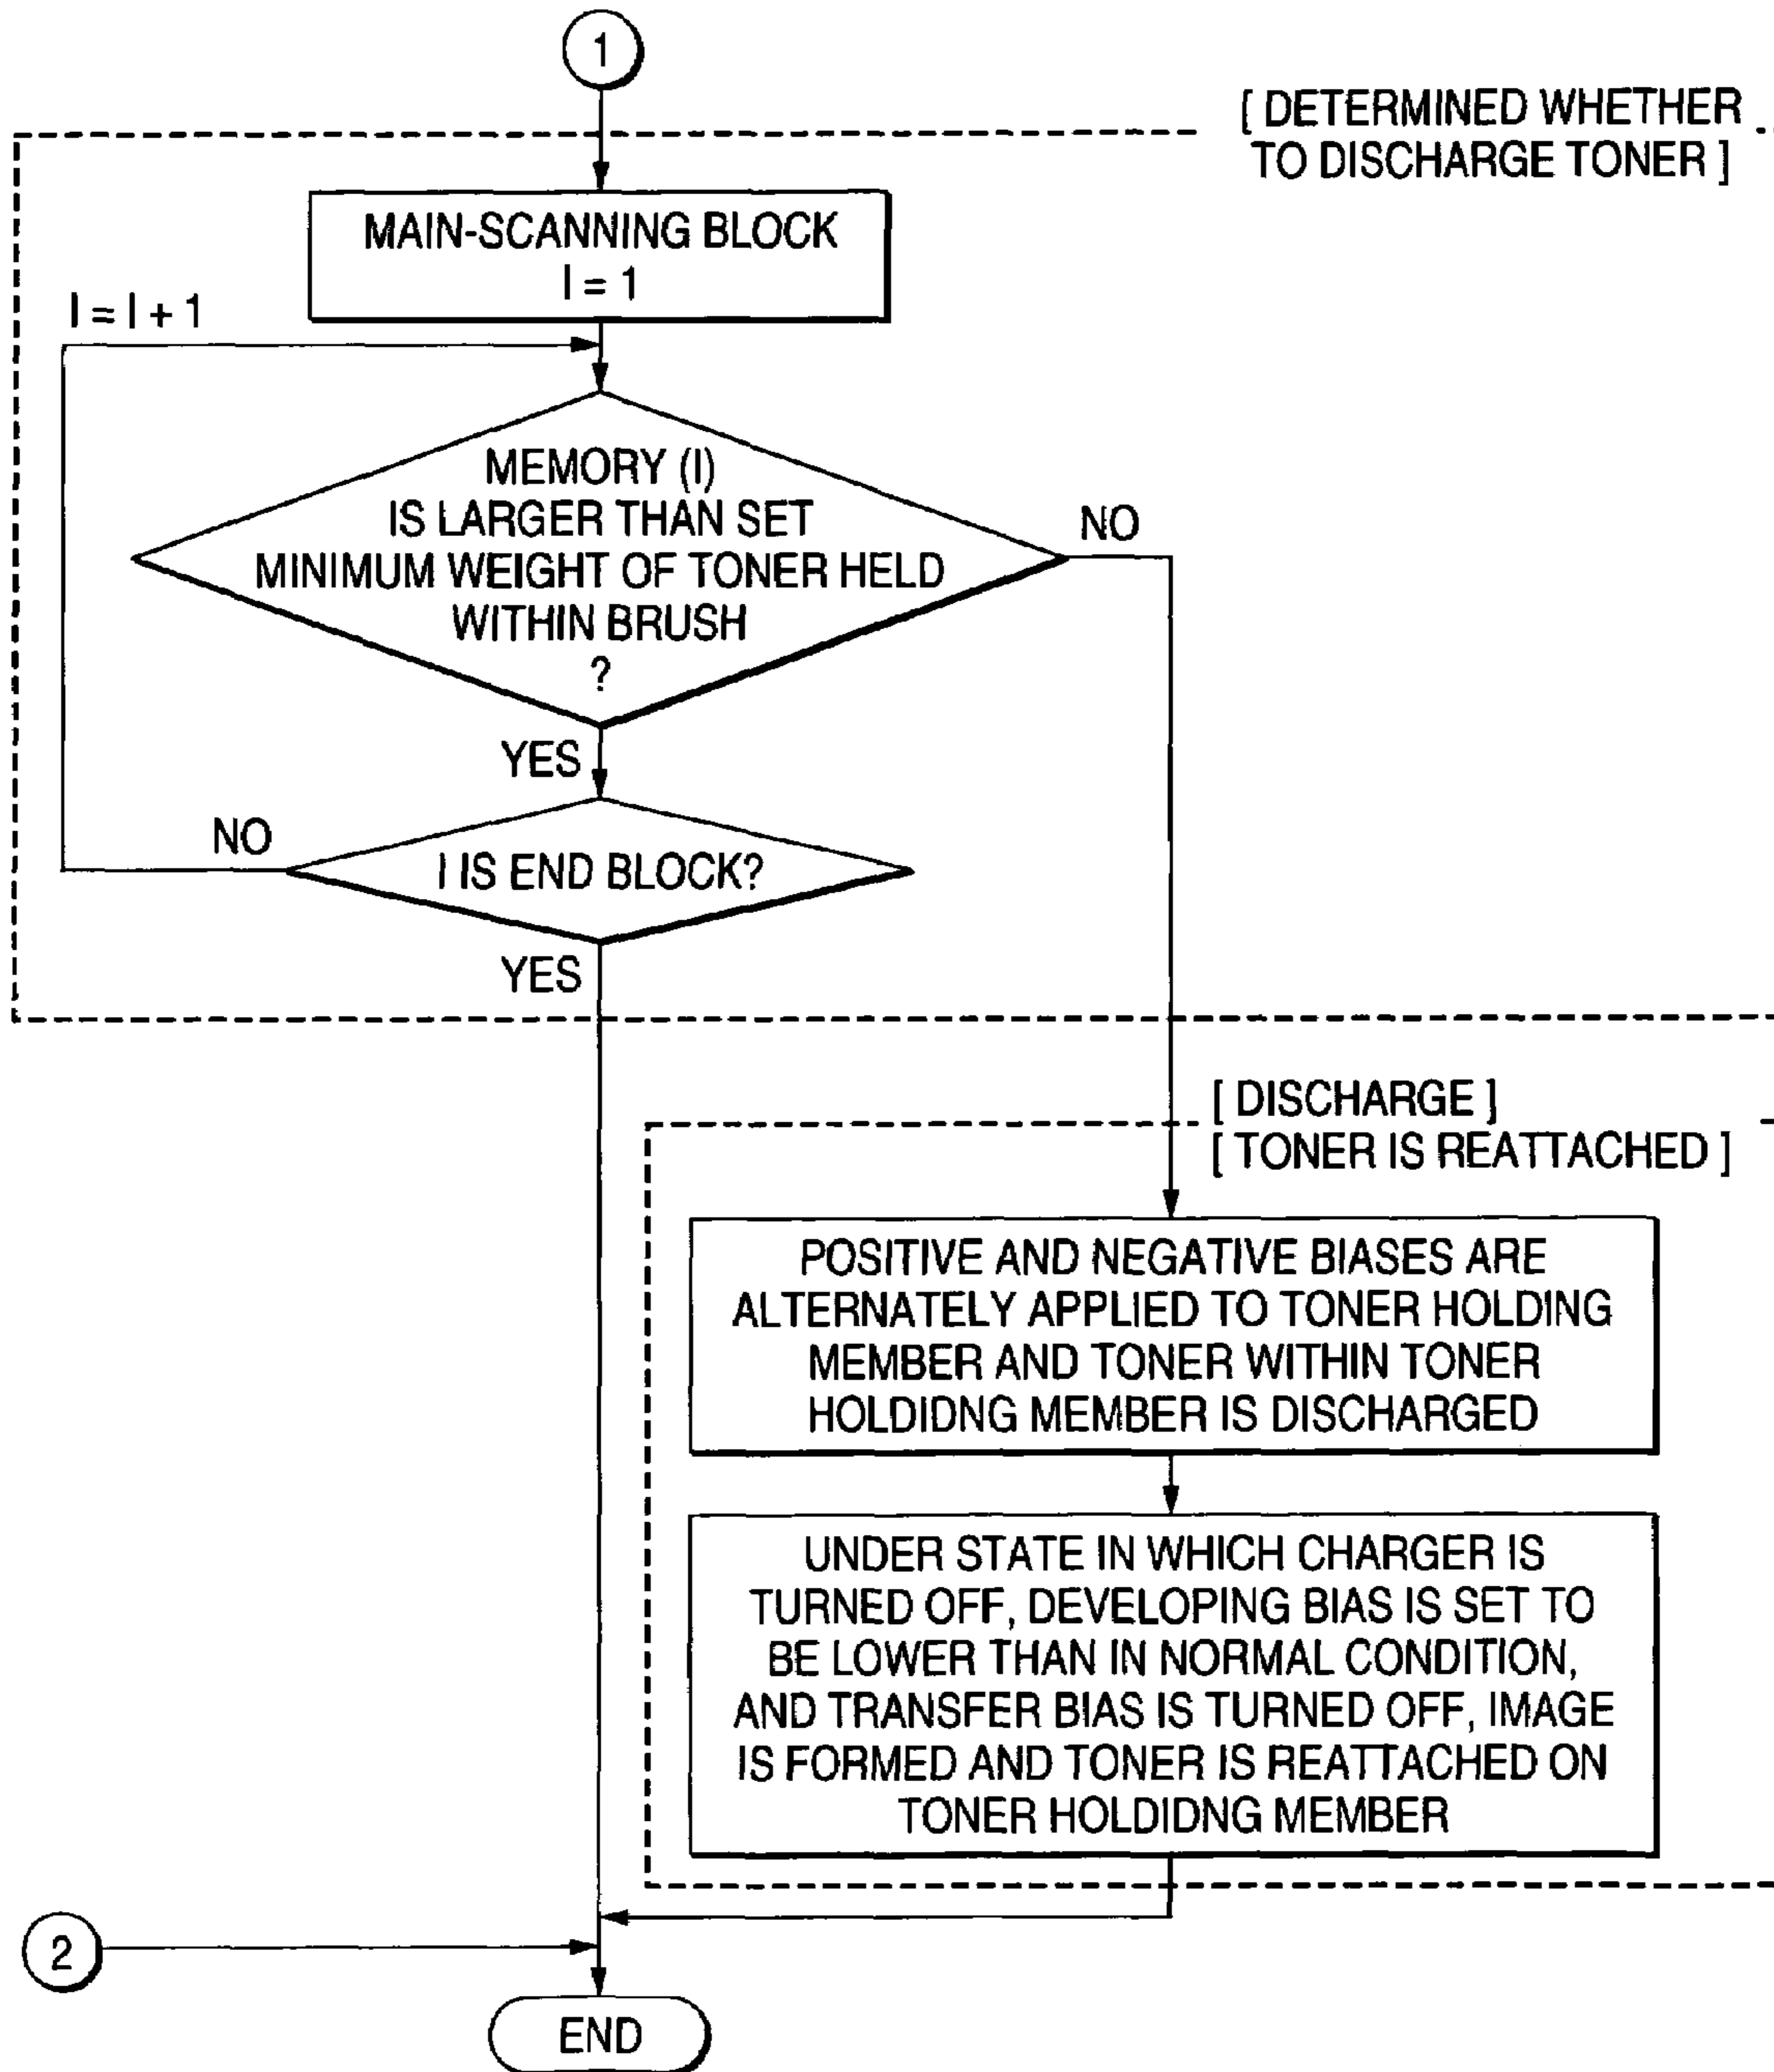 1
[ DETERMINED WHETHER
TO DISCHARGE TONER ]
MAIN-SCANNING BLOCK
I = 1
I = I + 1
MEMORY (I)
IS LARGER THAN SET
MINIMUM WEIGHT OF TONER HELD
WITHIN BRUSH
?
NO
YES
NO
I IS END BLOCK?
YES
[ DISCHARGE ]
[ TONER IS REATTACHED ]
POSITIVE AND NEGATIVE BIASES ARE
ALTERNATELY APPLIED TO TONER HOLDING
MEMBER AND TONER WITHIN TONER
HOLDIDNG MEMBER IS DISCHARGED
UNDER STATE IN WHICH CHARGER IS
TURNED OFF, DEVELOPING BIAS IS SET TO
BE LOWER THAN IN NORMAL CONDITION,
AND TRANSFER BIAS IS TURNED OFF, IMAGE
IS FORMED AND TONER IS REATTACHED ON
TONER HOLDIDNG MEMBER
2
END